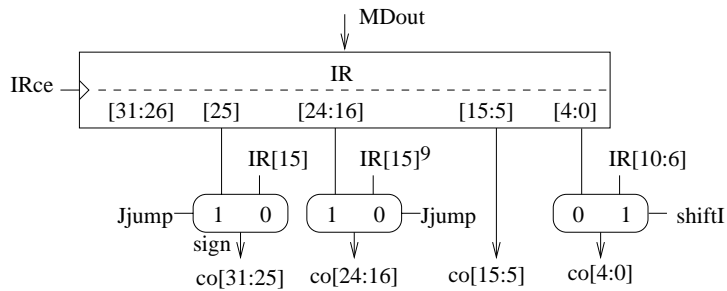 MDout
IRce IR
[31:26] [25] [24:16] [15:5] [4:0]
IR[15] IR[15]⁹ IR[10:6]
Jjump 1 0 1 0 Jjump 0 1 shiftI
sign
co[31:25] co[24:16] co[15:5] co[4:0]